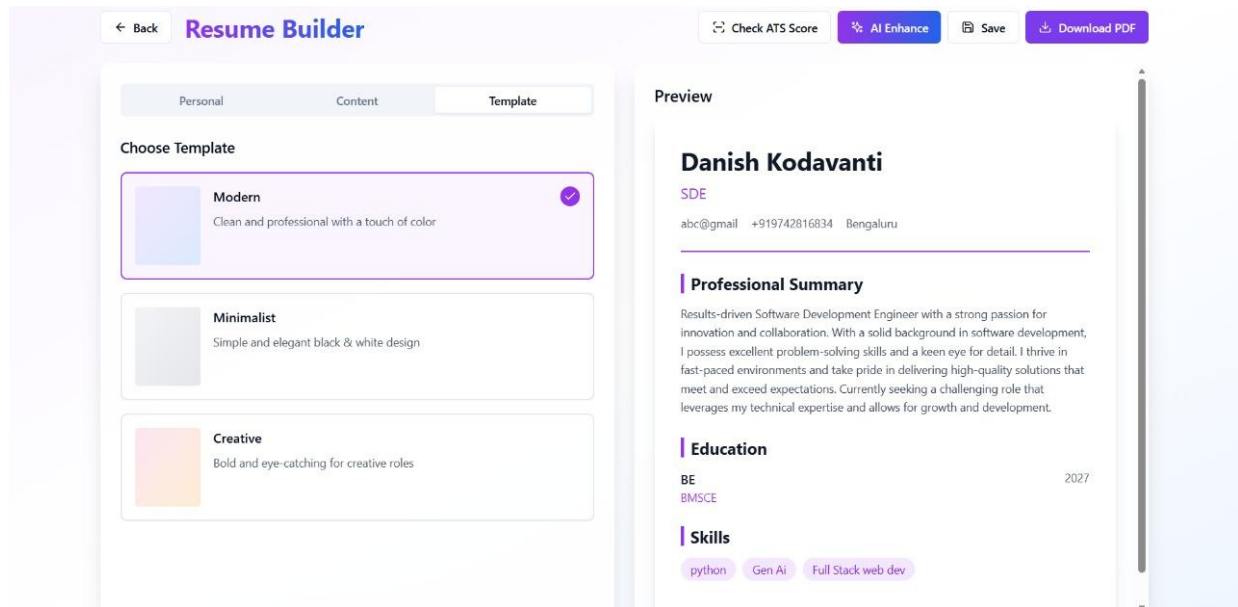 Back
Resume Builder
Check ATS Score
AI Enhance
Save
Download PDF
Personal
Content
Template
Choose Template
Modern
Clean and professional with a touch of color
Minimalist
Simple and elegant black & white design
Creative
Bold and eye-catching for creative roles
Preview
Danish Kodavanti
SDE
abc@gmail +919742816834 Bengaluru
Professional Summary
Results-driven Software Development Engineer with a strong passion for
innovation and collaboration. With a solid background in software development,
I possess excellent problem-solving skills and a keen eye for detail. I thrive in
fast-paced environments and take pride in delivering high-quality solutions that
meet and exceed expectations. Currently seeking a challenging role that
leverages my technical expertise and allows for growth and development.
Education
BE 2027
BMSCE
Skills
python Gen Ai Full Stack web dev